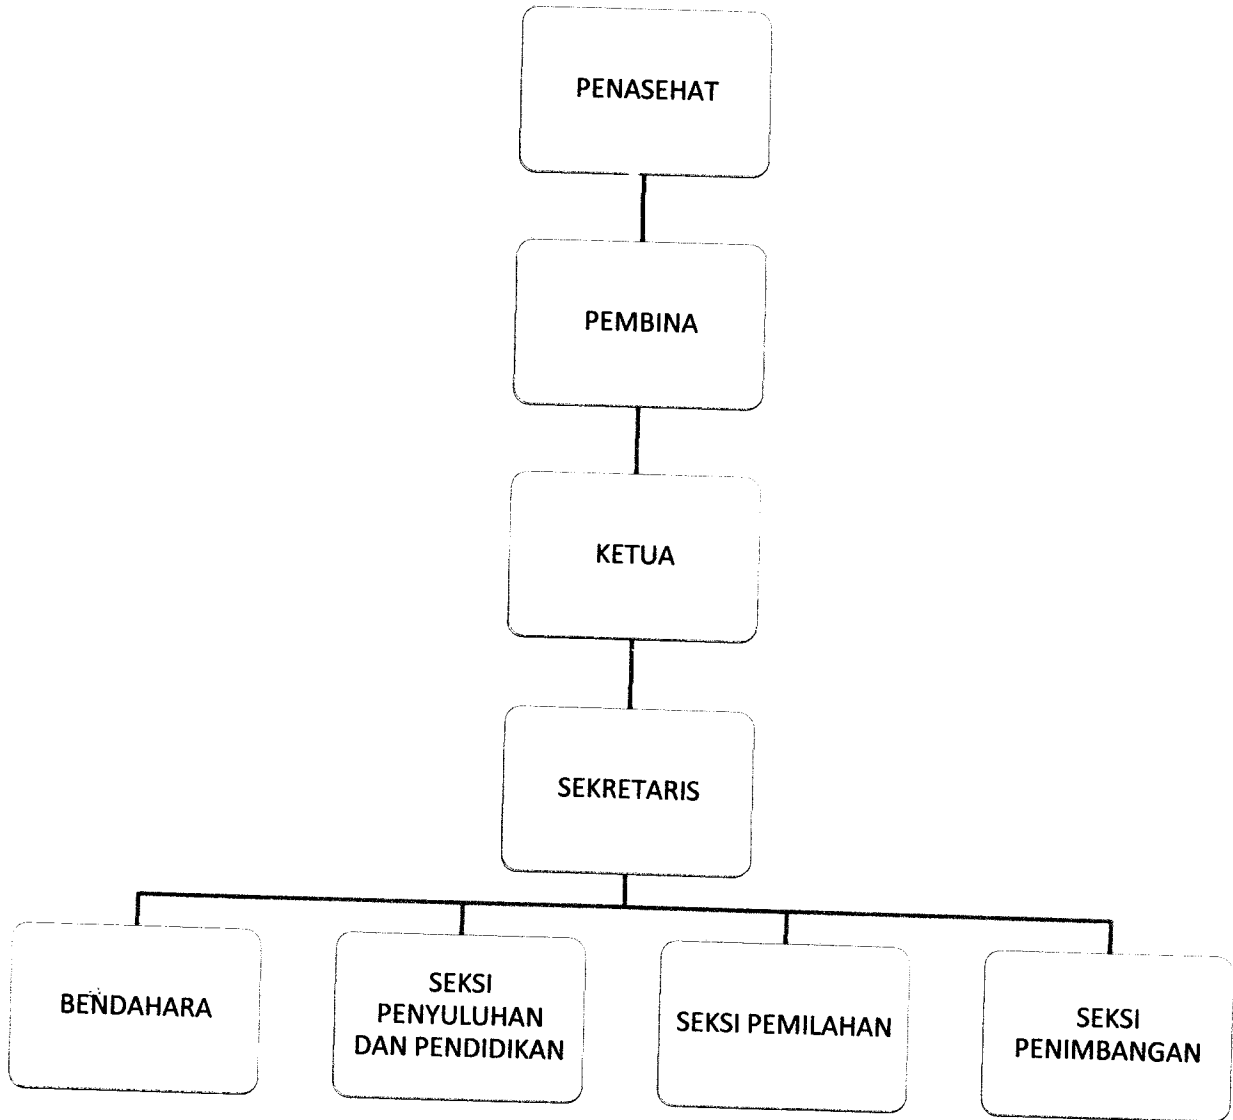 PENASEHAT
PEMBINA
KETUA
SEKRETARIS
BENDAHARA
SEKSI
PENYULUHAN
DAN PENDIDIKAN
SEKSI PEMILAHAN
SEKSI
PENIMBANGAN